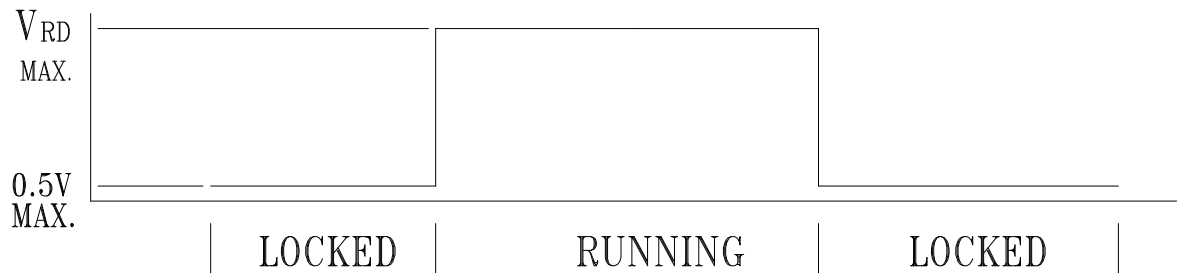 VRD
MAX.
0.5V
MAX.
LOCKED RUNNING LOCKED